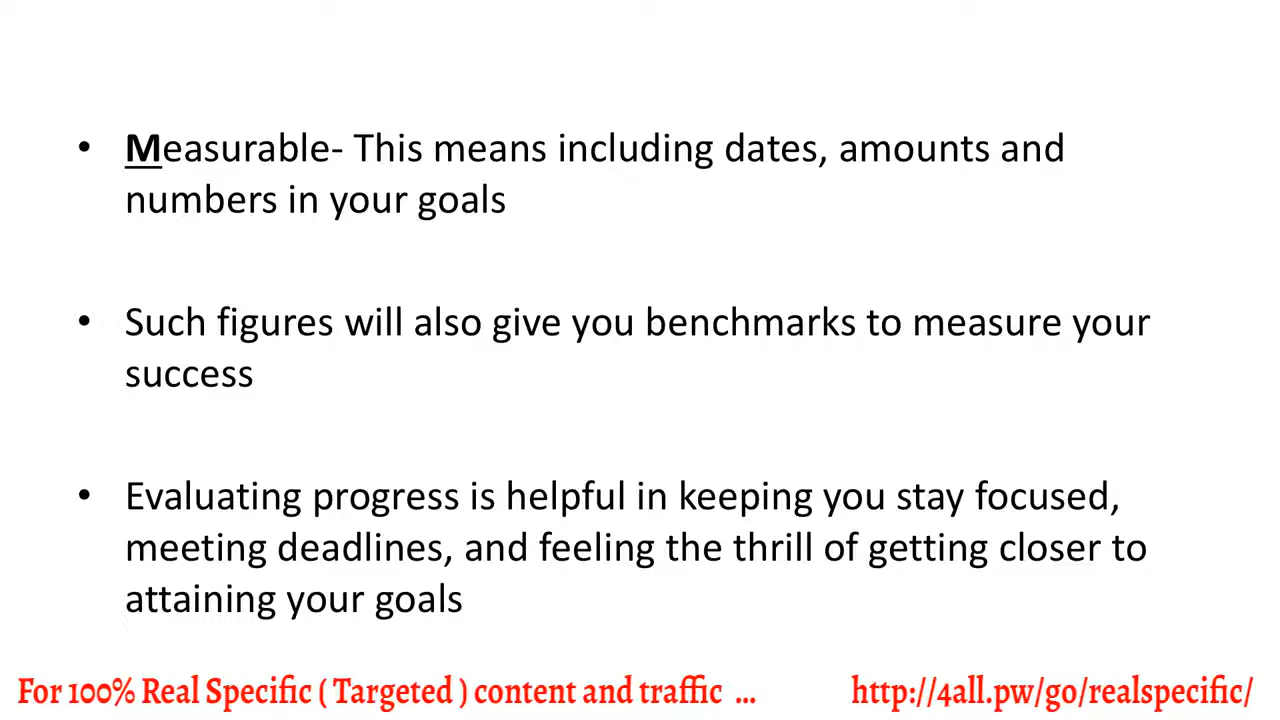 • Measurable- This means including dates, amounts and
numbers in your goals
• Such figures will also give you benchmarks to measure your
success
• Evaluating progress is helpful in keeping you stay focused,
meeting deadlines, and feeling the thrill of getting closer to
attaining your goals
For 100% Real Specific ( Targeted ) content and traffic ... http://4all.pw/go/realspecific/